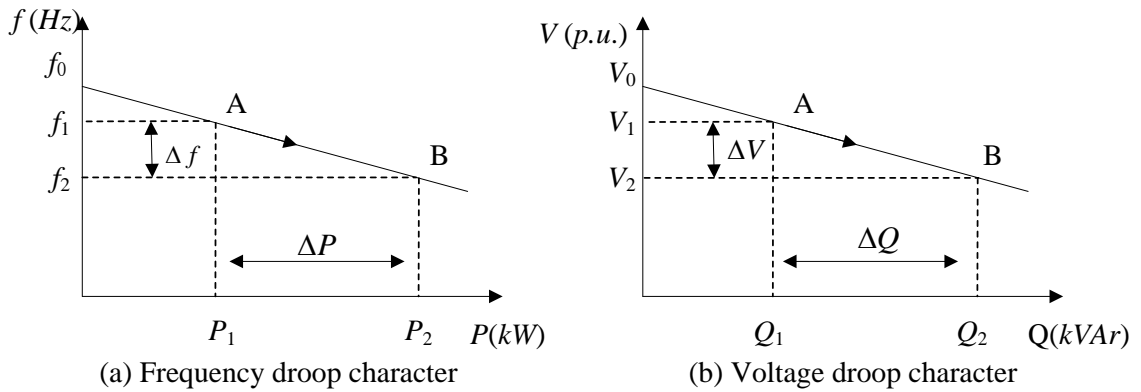 f (Hz)
f0
f1
f2
A
B
Δ f
ΔP
P1
P2
P(kW)
(a) Frequency droop character
V (p.u.)
V0
V1
V2
A
B
ΔV
ΔQ
Q1
Q2
Q(kVAr)
(b) Voltage droop character